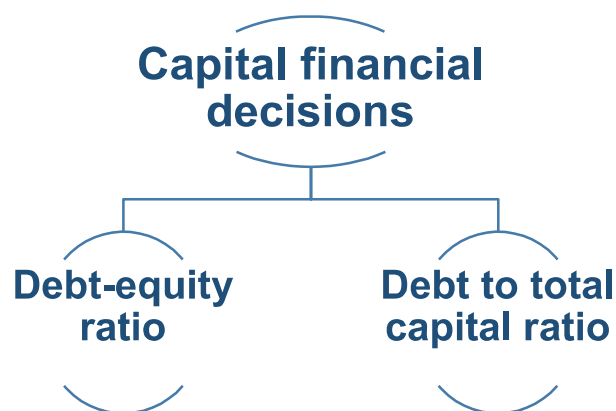 Capital financial
decisions
Debt-equity
ratio
Debt to total
capital ratio